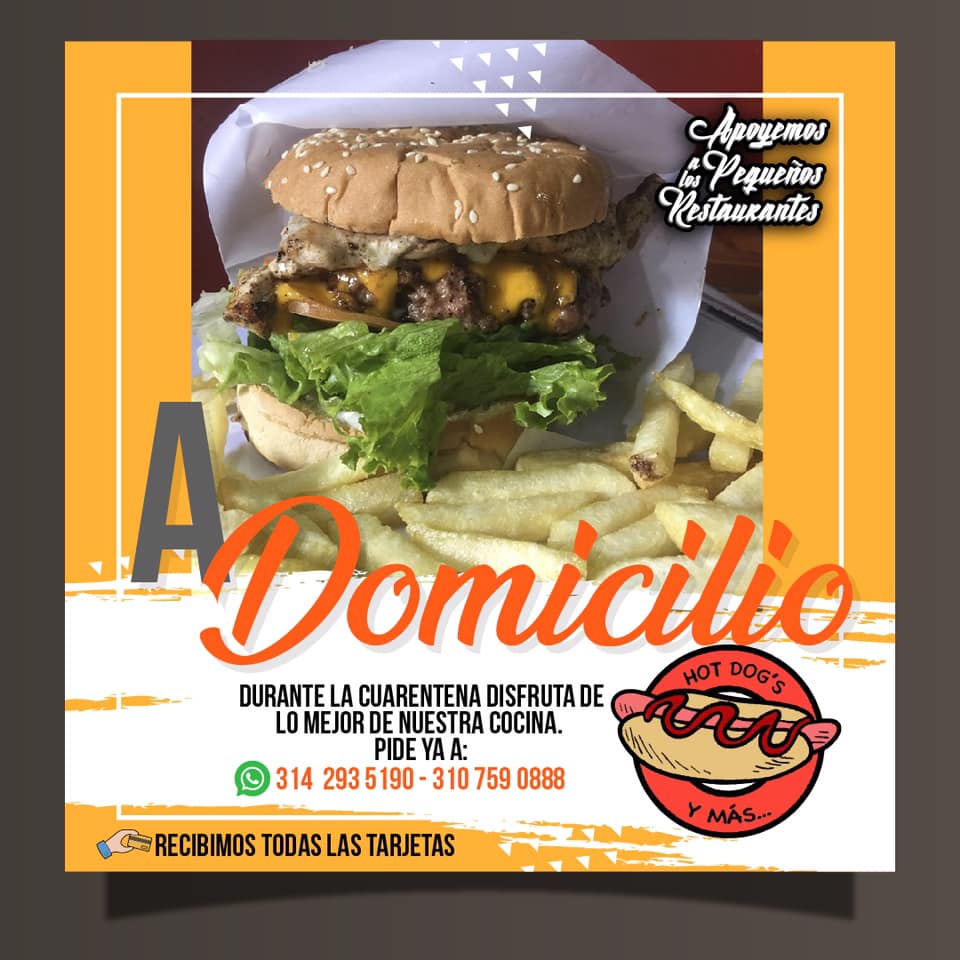 Apoyemos
a los Pequeños
Restaurantes
A Domicilio
DURANTE LA CUARENTENA DISFRUTA DE
LO MEJOR DE NUESTRA COCINA.
PIDE YA A:
314 293 5190 - 310 759 0888
HOT DOG'S
Y MÁS...
RECIBIMOS TODAS LAS TARJETAS